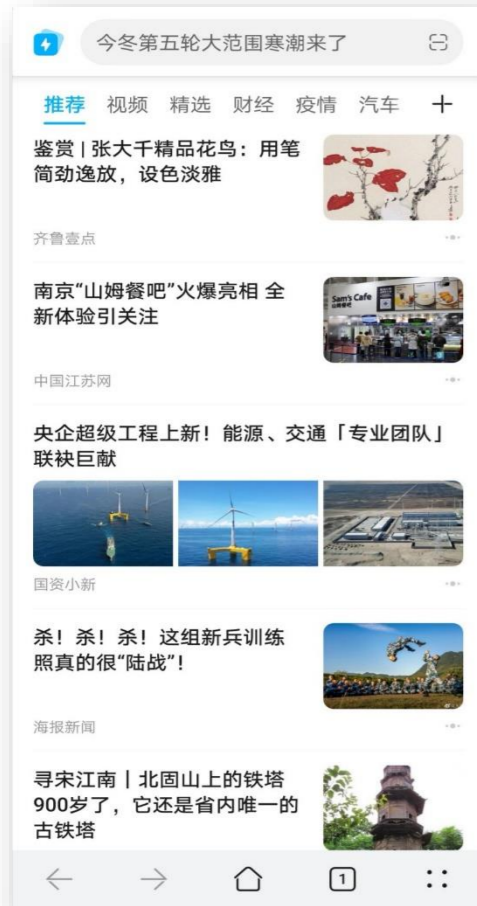 今冬第五轮大范围寒潮来了
推荐 视频 精选 财经 疫情 汽车
鉴赏 | 张大千精品花鸟：用笔
简劲逸放，设色淡雅
齐鲁壹点
南京“山姆餐吧”火爆亮相 全
新体验引关注
Sam's Cafe
山姆餐吧
中国江苏网
央企超级工程上新！能源、交通「专业团队」
联袂巨献
国资小新
杀！杀！杀！这组新兵训练
照真的很“陆战”！
海报新闻
寻宋江南丨北固山上的铁塔
900岁了，它还是省内唯一的
古铁塔
1